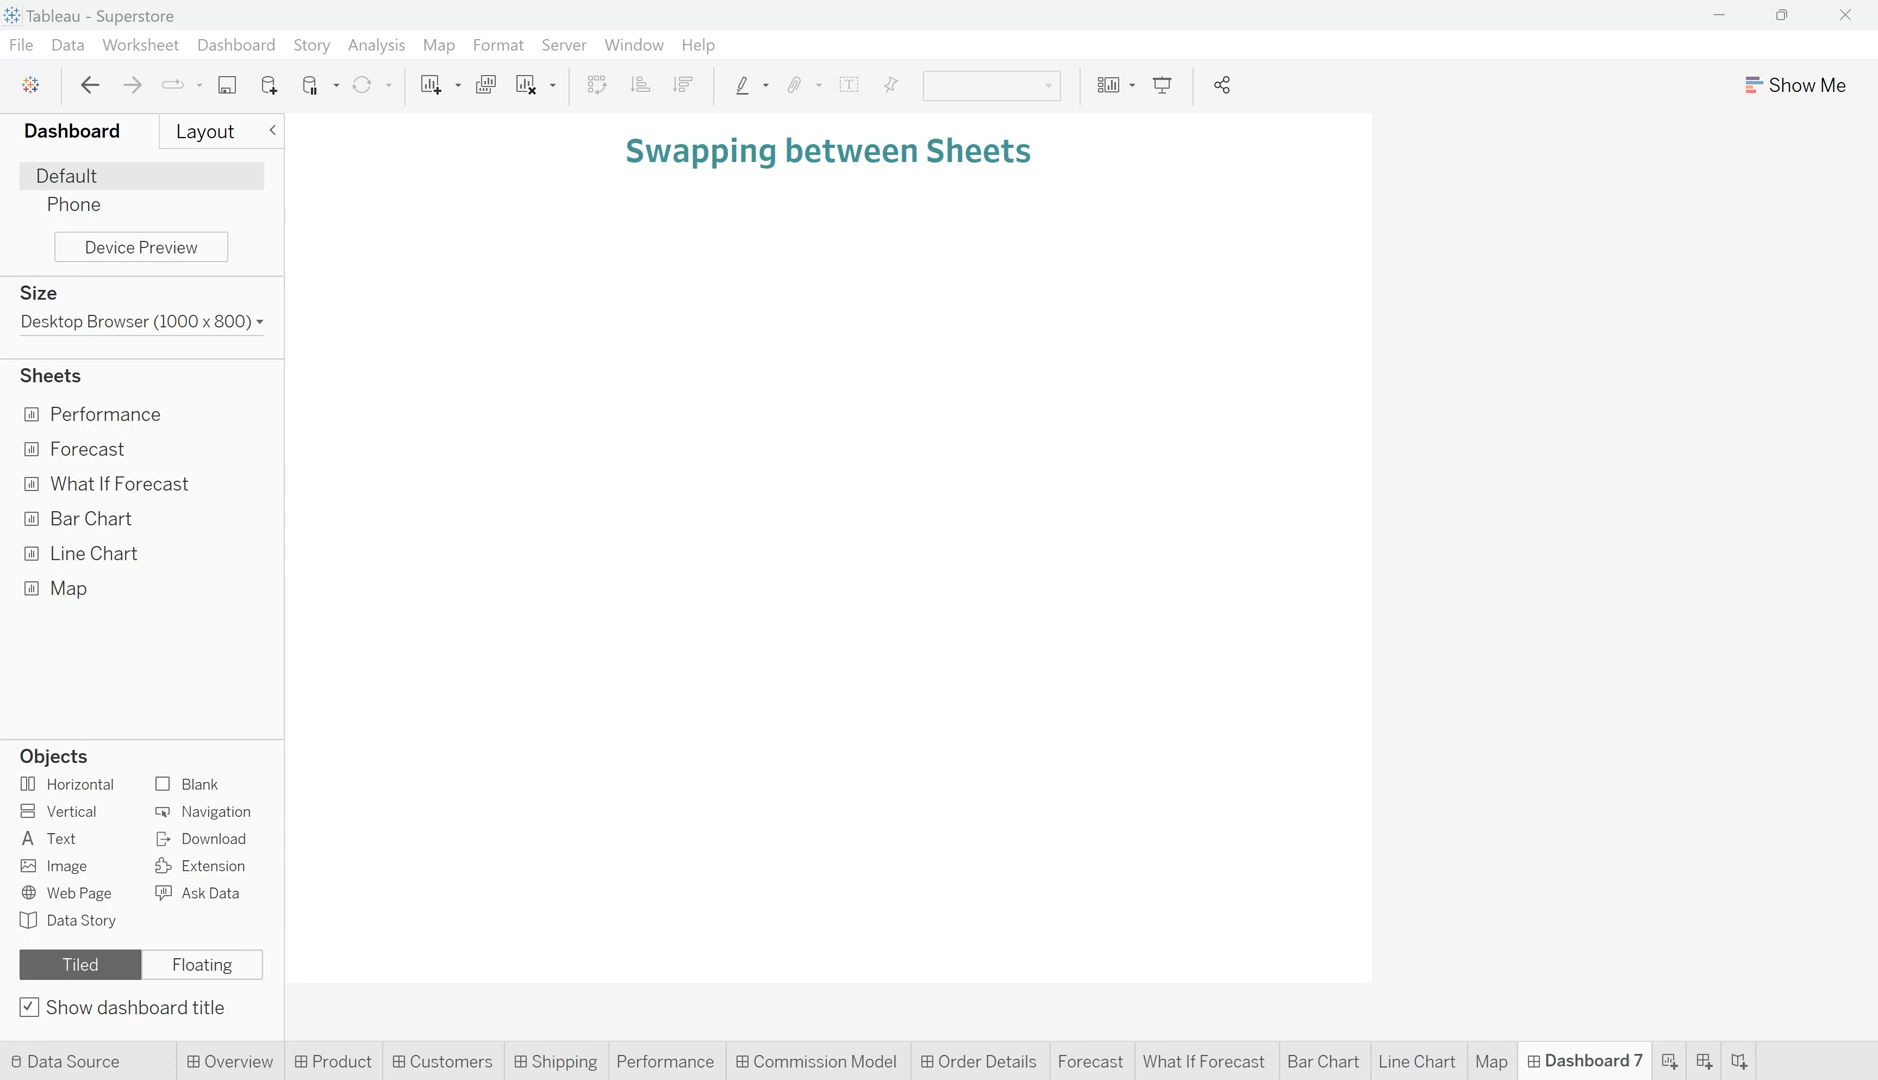 Tableau - Superstore
File Data Worksheet Dashboard Story Analysis Map Format Server Window Help
Show Me
Dashboard Layout
Default
Phone
Device Preview
Size
Desktop Browser (1000 x 800)
Sheets
Performance
Forecast
What If Forecast
Bar Chart
Line Chart
Map
Objects
Horizontal Blank
Vertical Navigation
Text Download
Image Extension
Web Page Ask Data
Data Story
Tiled Floating
Show dashboard title
Swapping between Sheets
Data Source Overview Product Customers Shipping Performance Commission Model Order Details Forecast What If Forecast Bar Chart Line Chart Map Dashboard 7